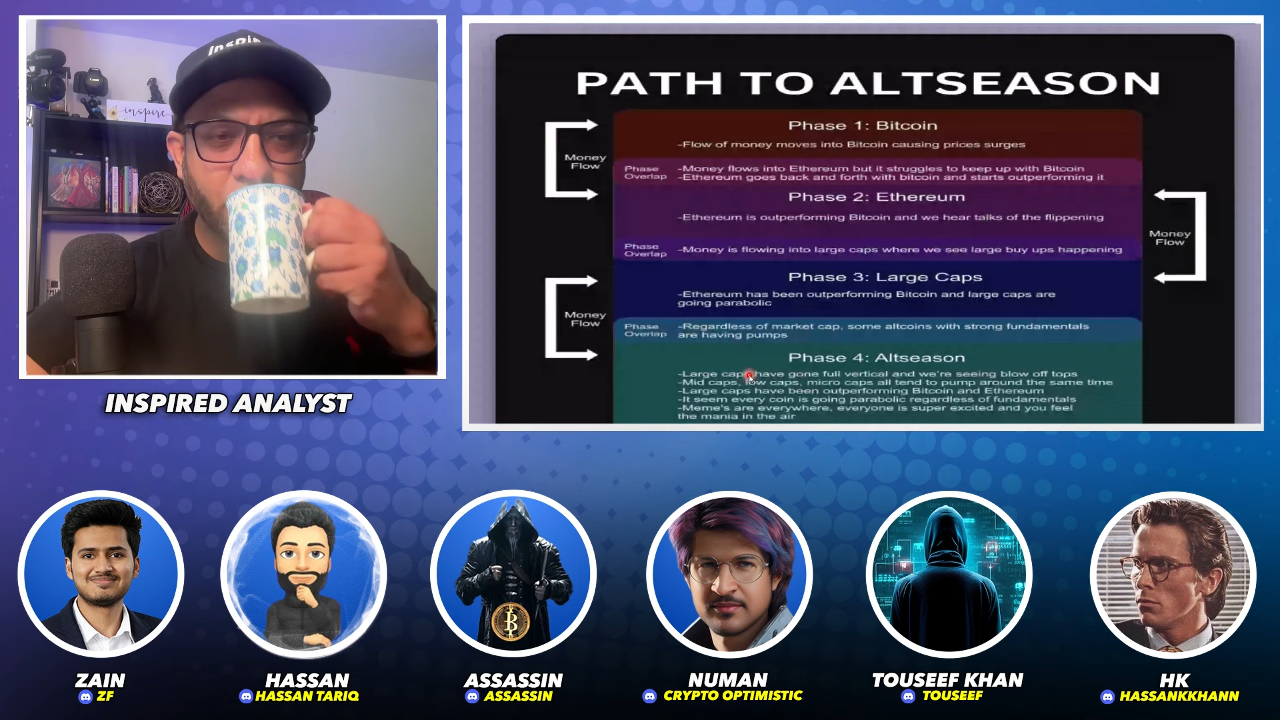 Inspire
inspire
INSPIRED ANALYST
PATH TO ALTSEASON
Phase 1: Bitcoin
-Flow of money moves into Bitcoin causing prices surges
Money
Flow
Phase
Overlap
-Money flows into Ethereum but it struggles to keep up with Bitcoin
-Ethereum goes back and forth with bitcoin and starts outperforming it
Phase 2: Ethereum
-Ethereum is outperforming Bitcoin and we hear talks of the flippening
Money
Flow
Phase
Overlap
-Money is flowing into large caps where we see large buy ups happening
Phase 3: Large Caps
-Ethereum has been outperforming Bitcoin and large caps are
going parabolic
Money
Flow
Phase
Overlap
-Regardless of market cap, some altcoins with strong fundamentals
are having pumps
Phase 4: Altseason
-Large caps have gone full vertical and we're seeing blow off tops
-Mid caps, low caps, micro caps all tend to pump around the same time
-Large caps have been outperforming Bitcoin and Ethereum
-It seem every coin is going parabolic regardless of fundamentals
-Meme's are everywhere, everyone is super excited and you feel
the mania in the air
ZAIN
ZF
HASSAN
HASSAN TARIQ
ASSASSIN
ASSASSIN
NUMAN
CRYPTO OPTIMISTIC
TOUSEEF KHAN
TOUSEEF
HK
HASSANKKHANN